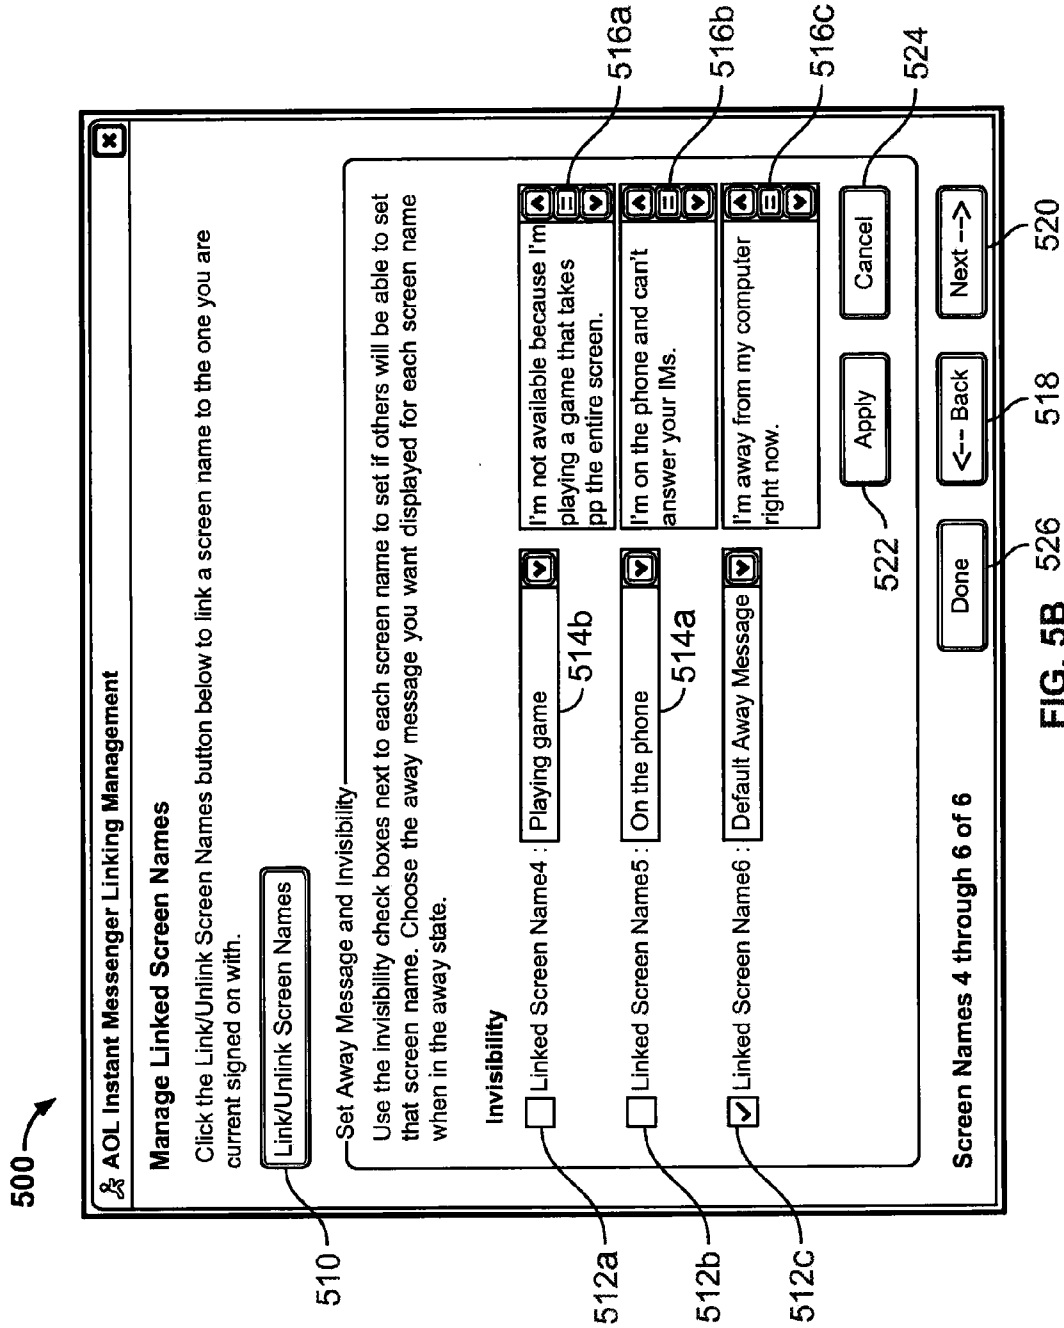 500
AOL Instant Messenger Linking Management
Manage Linked Screen Names
Click the Link/Unlink Screen Names button below to link a screen name to the one you are
current signed on with.
510
Link/Unlink Screen Names
Set Away Message and Invisibility
Use the invisibility check boxes next to each screen name to set if others will be able to set
that screen name. Choose the away message you want displayed for each screen name
when in the away state.
Invisibility
512a
Linked Screen Name4 :
Playing game
514b
I'm not available because I'm
playing a game that takes
pp the entire screen.
516a
512b
Linked Screen Name5 :
On the phone
514a
I'm on the phone and can't
answer your IMs.
516b
512c
Linked Screen Name6 :
Default Away Message
I'm away from my computer
right now.
516c
522
Apply
Cancel
524
Screen Names 4 through 6 of 6
Done
<--- Back
Next -->
526
518
520
FIG. 5B